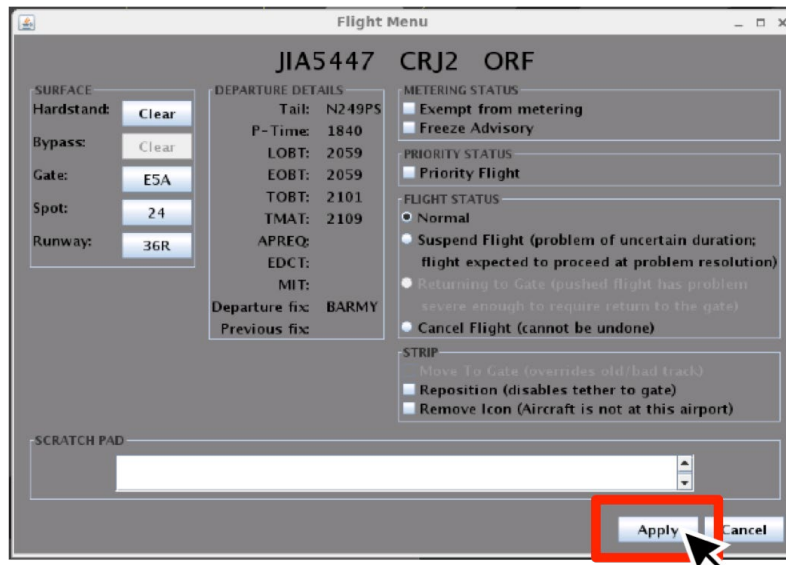 Flight Menu
JIA5447 CRJ2 ORF
SURFACE
Hardstand: Clear
Bypass: Clear
Gate: E5A
Spot: 24
Runway: 36R
DEPARTURE DETAILS
Tail: N249PS
P-Time: 1840
LOBT: 2059
EOBT: 2059
TOBT: 2101
TMAT: 2109
APREQ:
EDCT:
MIT:
Departure fix: BARMY
Previous fix:
METERING STATUS
Exempt from metering
Freeze Advisory
PRIORITY STATUS
Priority Flight
FLIGHT STATUS
Normal
Suspend Flight (problem of uncertain duration;
flight expected to proceed at problem resolution)
Returning to Gate (pushed flight has problem
severe enough to require return to the gate)
Cancel Flight (cannot be undone)
STRIP
Move To Gate (overrides old/bad track)
Reposition (disables tether to gate)
Remove Icon (Aircraft is not at this airport)
SCRATCH PAD
Apply Cancel